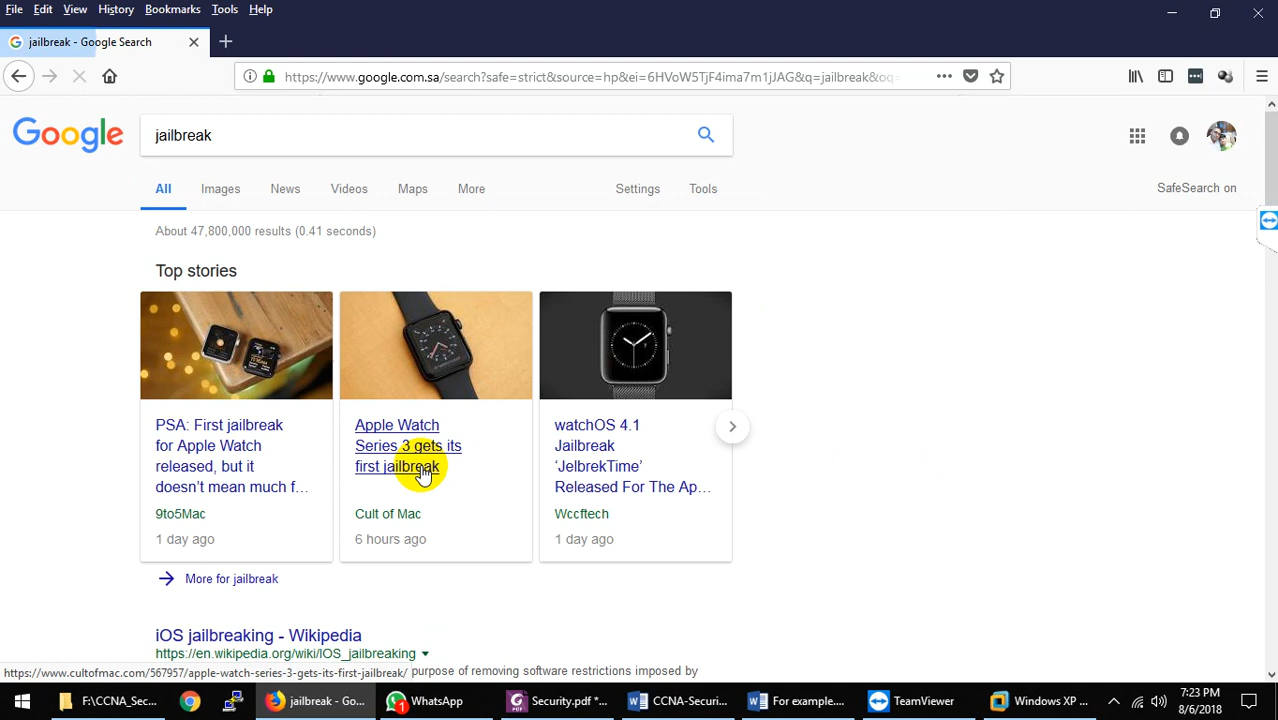 File Edit View History Bookmarks Tools Help
jailbreak - Google Search
https://www.google.com.sa/search?safe=strict&source=hp&ei=6HVoW5TjF4ima7m1jJAG&q=jailbreak&oq=
Google
jailbreak
All Images News Videos Maps More Settings Tools
SafeSearch on
About 47,800,000 results (0.41 seconds)
Top stories
PSA: First jailbreak
for Apple Watch
released, but it
doesn't mean much f...
9to5Mac
1 day ago
Apple Watch
Series 3 gets its
first jailbreak
Cult of Mac
6 hours ago
watchOS 4.1
Jailbreak
‘JelbrekTime’
Released For The Ap...
Wccftech
1 day ago
More for jailbreak
iOS jailbreaking - Wikipedia
https://en.wikipedia.org/wiki/IOS_jailbreaking
https://www.cultofmac.com/567957/apple-watch-series-3-gets-its-first-jailbreak/ purpose of removing software restrictions imposed by
F:\CCNA_Sec...
jailbreak - Go...
1
WhatsApp
Security.pdf *...
CCNA-Securi...
For example....
TeamViewer
Windows XP ...
7:23 PM
8/6/2018